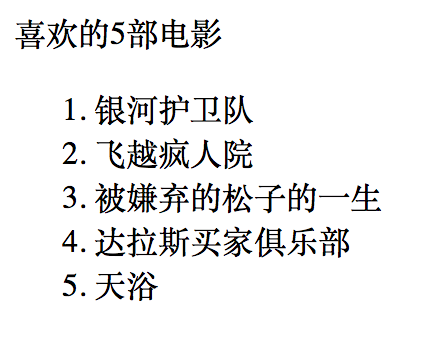 喜欢的5部电影
1. 银河护卫队
2. 飞越疯人院
3. 被嫌弃的松子的一生
4. 达拉斯买家俱乐部
5. 天浴